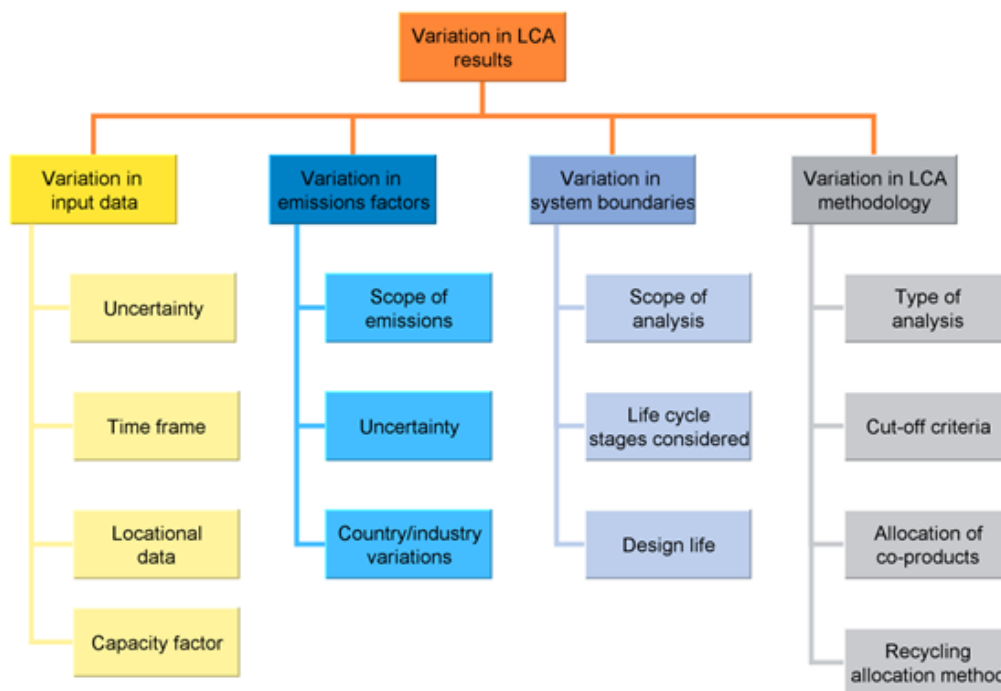 Variation in LCA
results
Variation in
input data
Uncertainty
Time frame
Locational
data
Capacity factor
Variation in
emissions factors
Scope of
emissions
Uncertainty
Country/industry
variations
Variation in
system boundaries
Scope of
analysis
Life cycle
stages considered
Design life
Variation in LCA
methodology
Type of
analysis
Cut-off criteria
Allocation of
co-products
Recycling
allocation method